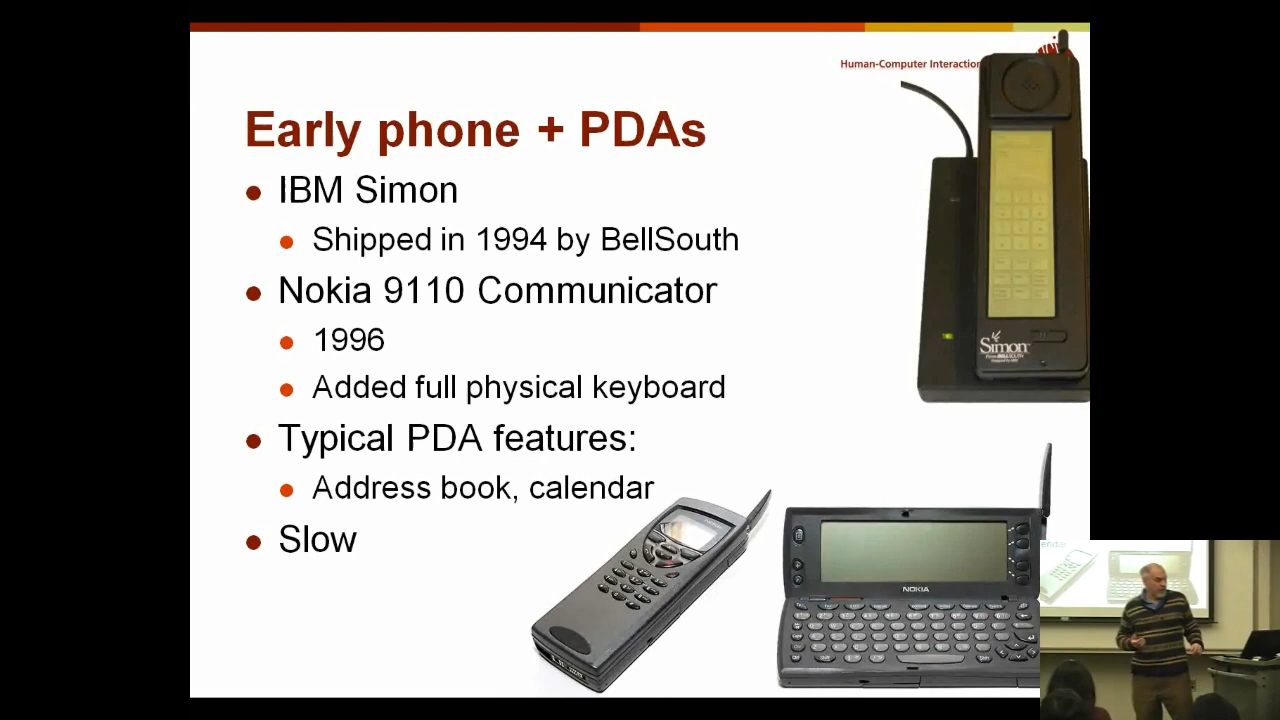 Human-Computer Interaction
Early phone + PDAs
IBM Simon
Shipped in 1994 by BellSouth
Nokia 9110 Communicator
1996
Added full physical keyboard
Typical PDA features:
Address book, calendar
Slow
Simon
NOKIA